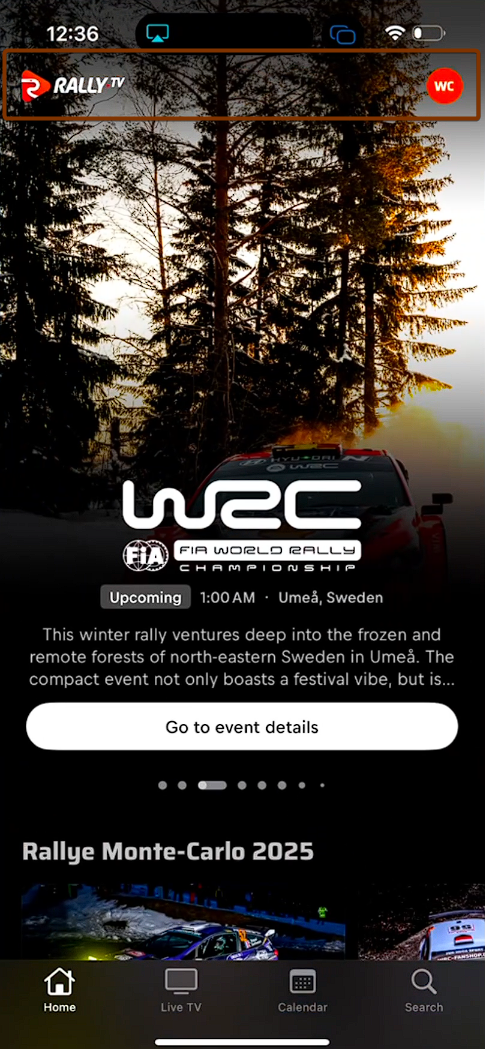 12:36
RALLY.TV
WC
HYUNDAI
WRC
WRC
FIA
FIA WORLD RALLY
CHAMPIONSHIP
Upcoming 1:00 AM · Umeå, Sweden
This winter rally ventures deep into the frozen and
remote forests of north-eastern Sweden in Umeå. The
compact event not only boasts a festival vibe, but is...
Go to event details
Rallye Monte-Carlo 2025
Home
Live TV
Calendar
Search